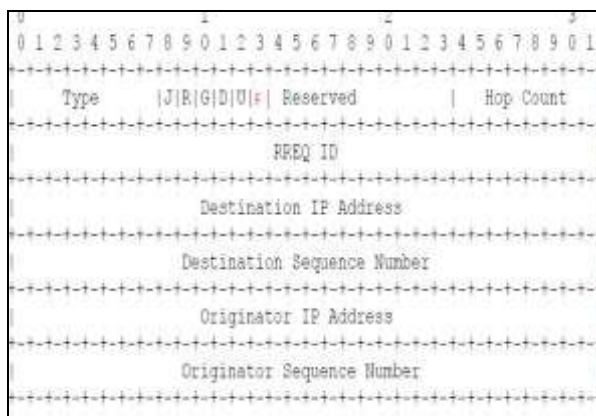 0 1 2 3
0 1 2 3 4 5 6 7 8 9 0 1 2 3 4 5 6 7 8 9 0 1 2 3 4 5 6 7 8 9 0 1
+-+-+-+-+-+-+-+-+-+-+-+-+-+-+-+-+-+-+-+-+-+-+-+-+-+-+-+-+-+-+-+-
| Type |J|R|G|D|U|F| Reserved | Hop Count
+-+-+-+-+-+-+-+-+-+-+-+-+-+-+-+-+-+-+-+-+-+-+-+-+-+-+-+-+-+-+-+-
| RREQ ID
+-+-+-+-+-+-+-+-+-+-+-+-+-+-+-+-+-+-+-+-+-+-+-+-+-+-+-+-+-+-+-+-
| Destination IP Address
+-+-+-+-+-+-+-+-+-+-+-+-+-+-+-+-+-+-+-+-+-+-+-+-+-+-+-+-+-+-+-+-
| Destination Sequence Number
+-+-+-+-+-+-+-+-+-+-+-+-+-+-+-+-+-+-+-+-+-+-+-+-+-+-+-+-+-+-+-+-
| Originator IP Address
+-+-+-+-+-+-+-+-+-+-+-+-+-+-+-+-+-+-+-+-+-+-+-+-+-+-+-+-+-+-+-+-
| Originator Sequence Number
+-+-+-+-+-+-+-+-+-+-+-+-+-+-+-+-+-+-+-+-+-+-+-+-+-+-+-+-+-+-+-+-